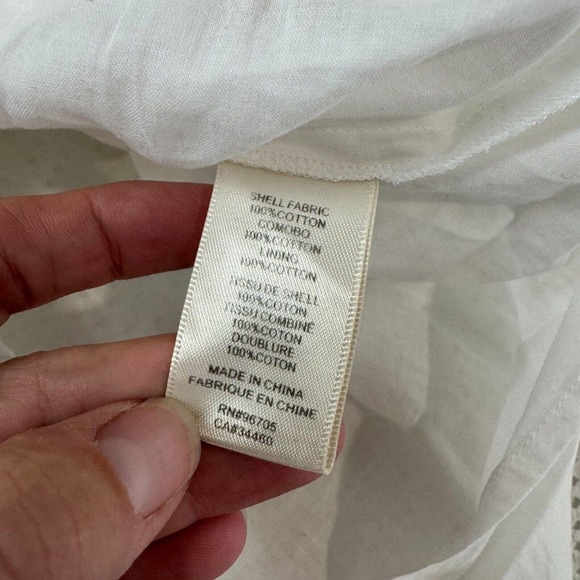 SHELL FABRIC
100%COTTON
COMOBO
100%COTTON
LINING
100%COTTON
TISSU DE SHELL
100%COTON
TISSU COMBINÉ
100%COTON
DOUBLURE
100%COTON
MADE IN CHINA
FABRIQUE EN CHINE
RN#96705
CA#34460